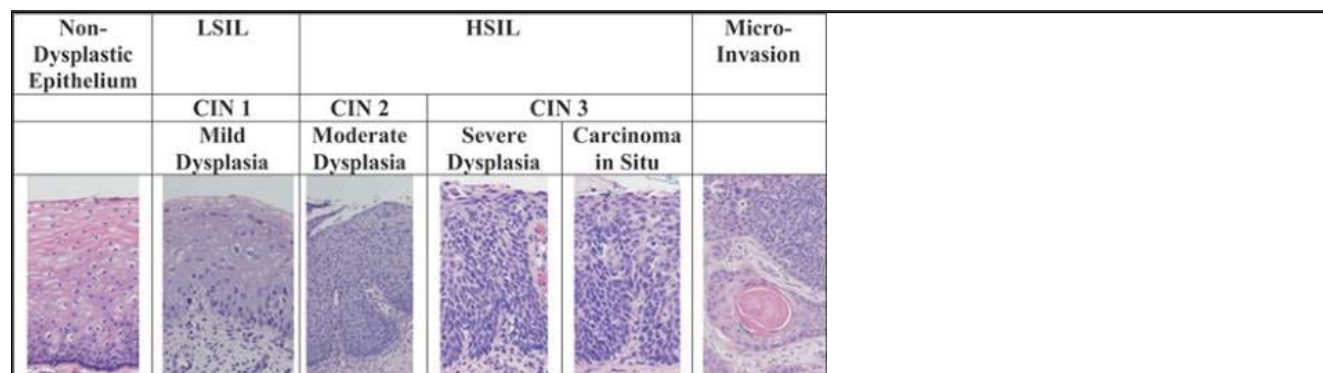 Non-
Dysplastic
Epithelium
LSIL
HSIL
Micro-
Invasion
CIN 1
CIN 2
CIN 3
Mild
Dysplasia
Moderate
Dysplasia
Severe
Dysplasia
Carcinoma
in Situ